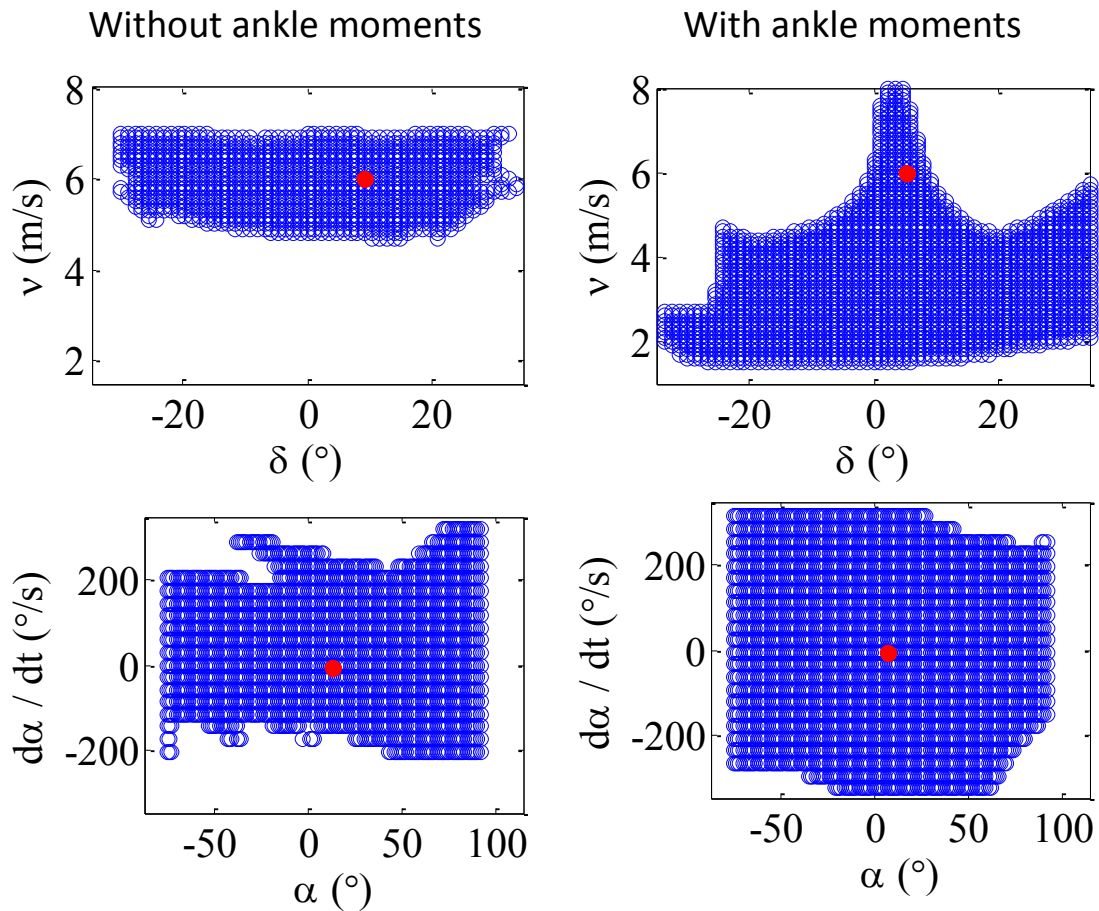 Without ankle moments
With ankle moments
8
6
4
2
ν (m/s)
-20
0
20
δ (°)
8
6
4
2
ν (m/s)
-20
0
20
δ (°)
200
0
-200
dα / dt (°/s)
-50
0
50
100
α (°)
200
0
-200
dα / dt (°/s)
-50
0
50
100
α (°)